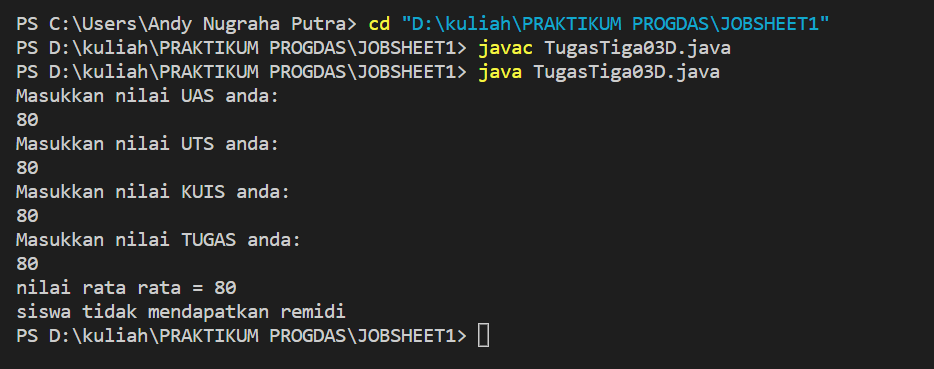 PS C:\Users\Andy Nugraha Putra> cd "D:\kuliah\PRAKTIKUM PROGDAS\JOBSHEET1"
PS D:\kuliah\PRAKTIKUM PROGDAS\JOBSHEET1> javac TugasTiga03D.java
PS D:\kuliah\PRAKTIKUM PROGDAS\JOBSHEET1> java TugasTiga03D.java
Masukkan nilai UAS anda:
80
Masukkan nilai UTS anda:
80
Masukkan nilai KUIS anda:
80
Masukkan nilai TUGAS anda:
80
nilai rata rata = 80
siswa tidak mendapatkan remidi
PS D:\kuliah\PRAKTIKUM PROGDAS\JOBSHEET1>